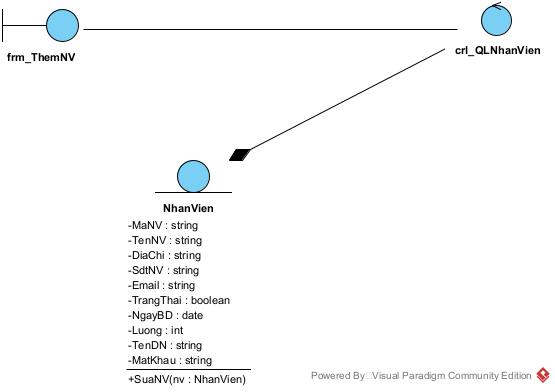 frm_ThemNV
crl_QLNhanVien
NhanVien
-MaNV : string
-TenNV : string
-DiaChi : string
-SdtNV : string
-Email : string
-TrangThai : boolean
-NgayBD : date
-Luong : int
-TenDN : string
-MatKhau : string
+SuaNV(nv : NhanVien)
Powered By Visual Paradigm Community Edition